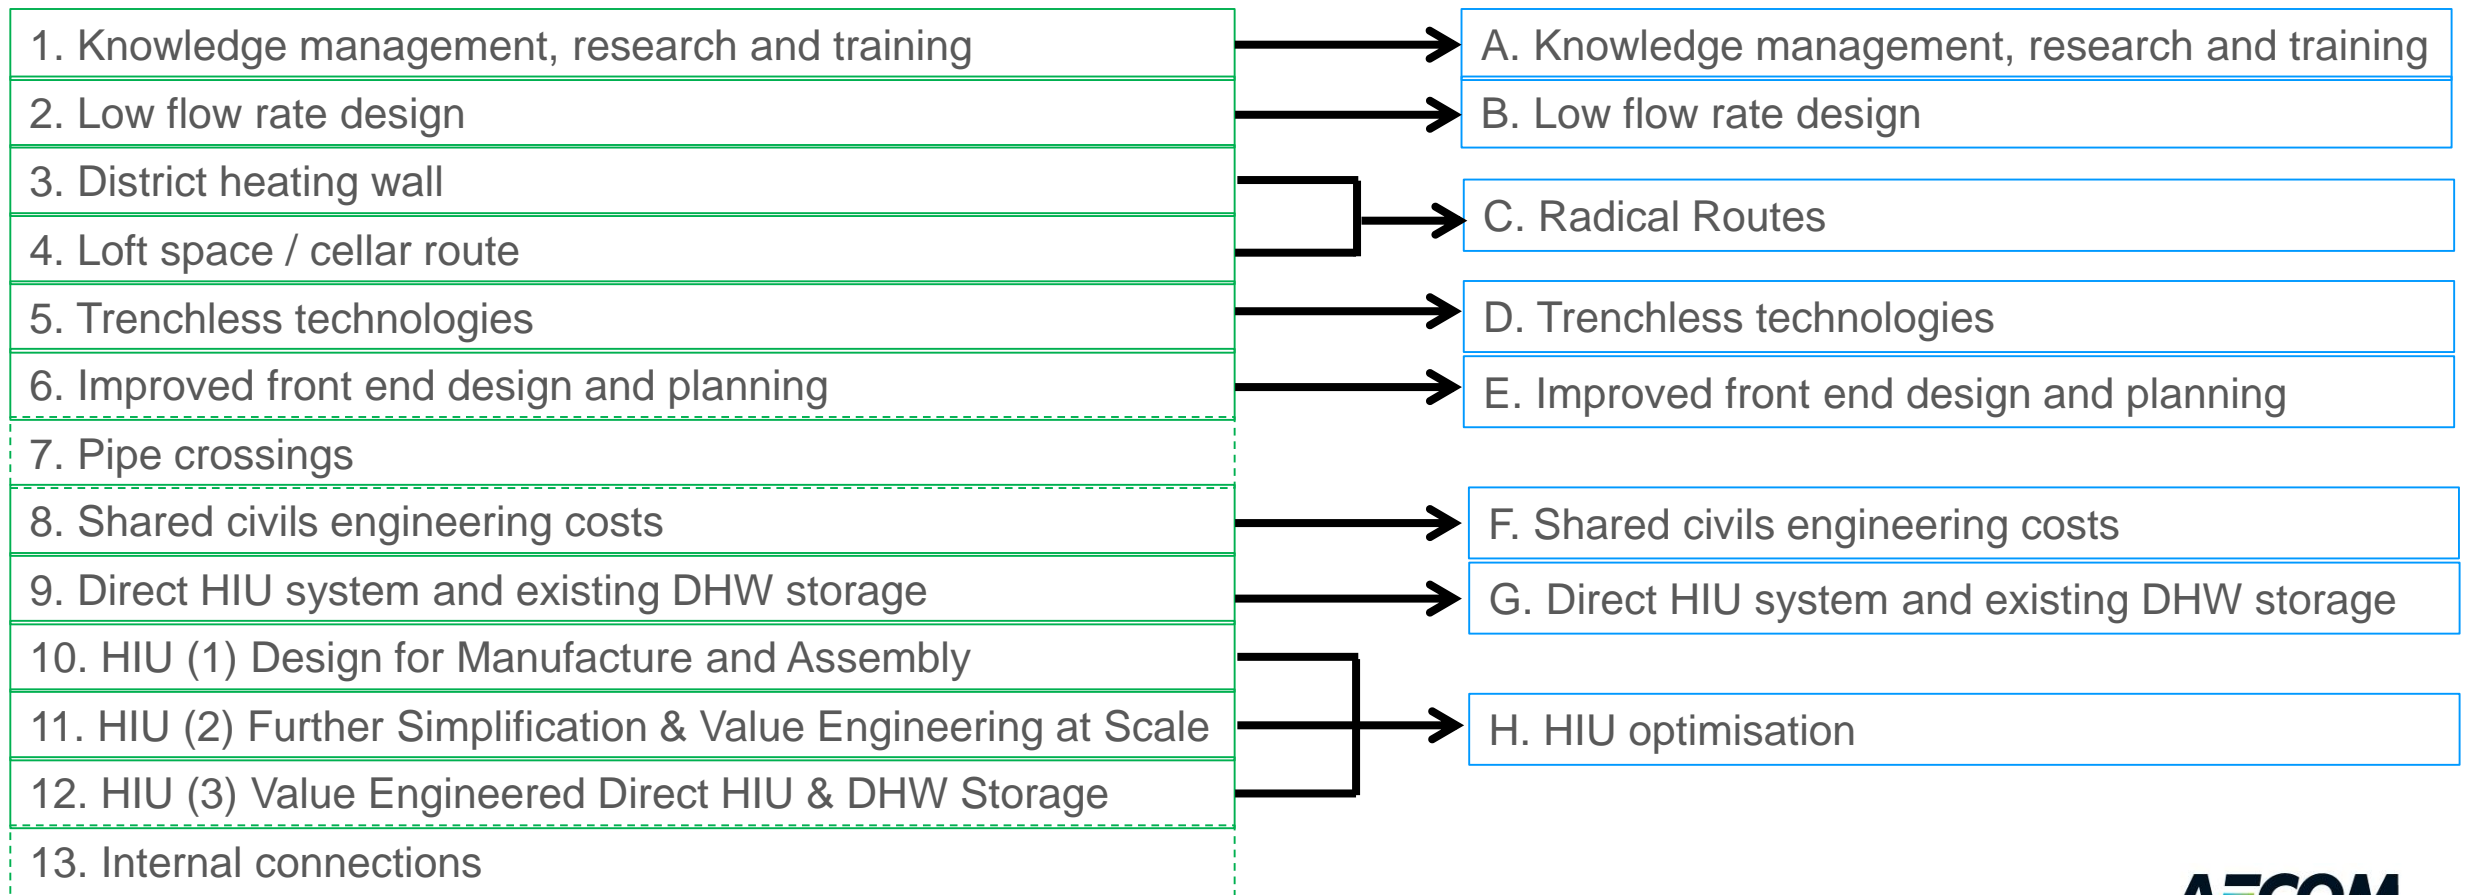 1. Knowledge management, research and training
2. Low flow rate design
3. District heating wall
4. Loft space / cellar route
5. Trenchless technologies
6. Improved front end design and planning
7. Pipe crossings
8. Shared civils engineering costs
9. Direct HIU system and existing DHW storage
10. HIU (1) Design for Manufacture and Assembly
11. HIU (2) Further Simplification & Value Engineering at Scale
12. HIU (3) Value Engineered Direct HIU & DHW Storage
13. Internal connections
A. Knowledge management, research and training
B. Low flow rate design
C. Radical Routes
D. Trenchless technologies
E. Improved front end design and planning
F. Shared civils engineering costs
G. Direct HIU system and existing DHW storage
H. HIU optimisation
AECOM